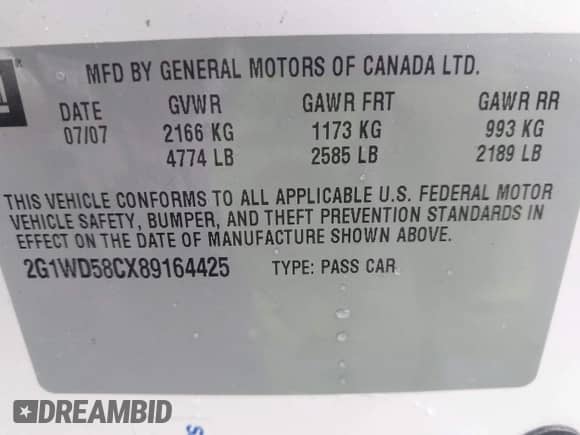 MFD BY GENERAL MOTORS OF CANADA LTD.
DATE GVWR GAWR FRT GAWR RR
07/07 2166 KG 1173 KG 993 KG
4774 LB 2585 LB 2189 LB
THIS VEHICLE CONFORMS TO ALL APPLICABLE U.S. FEDERAL MOTOR
VEHICLE SAFETY, BUMPER, AND THEFT PREVENTION STANDARDS IN
EFFECT ON THE DATE OF MANUFACTURE SHOWN ABOVE.
2G1WD58CX89164425 TYPE: PASS CAR
DREAMBID